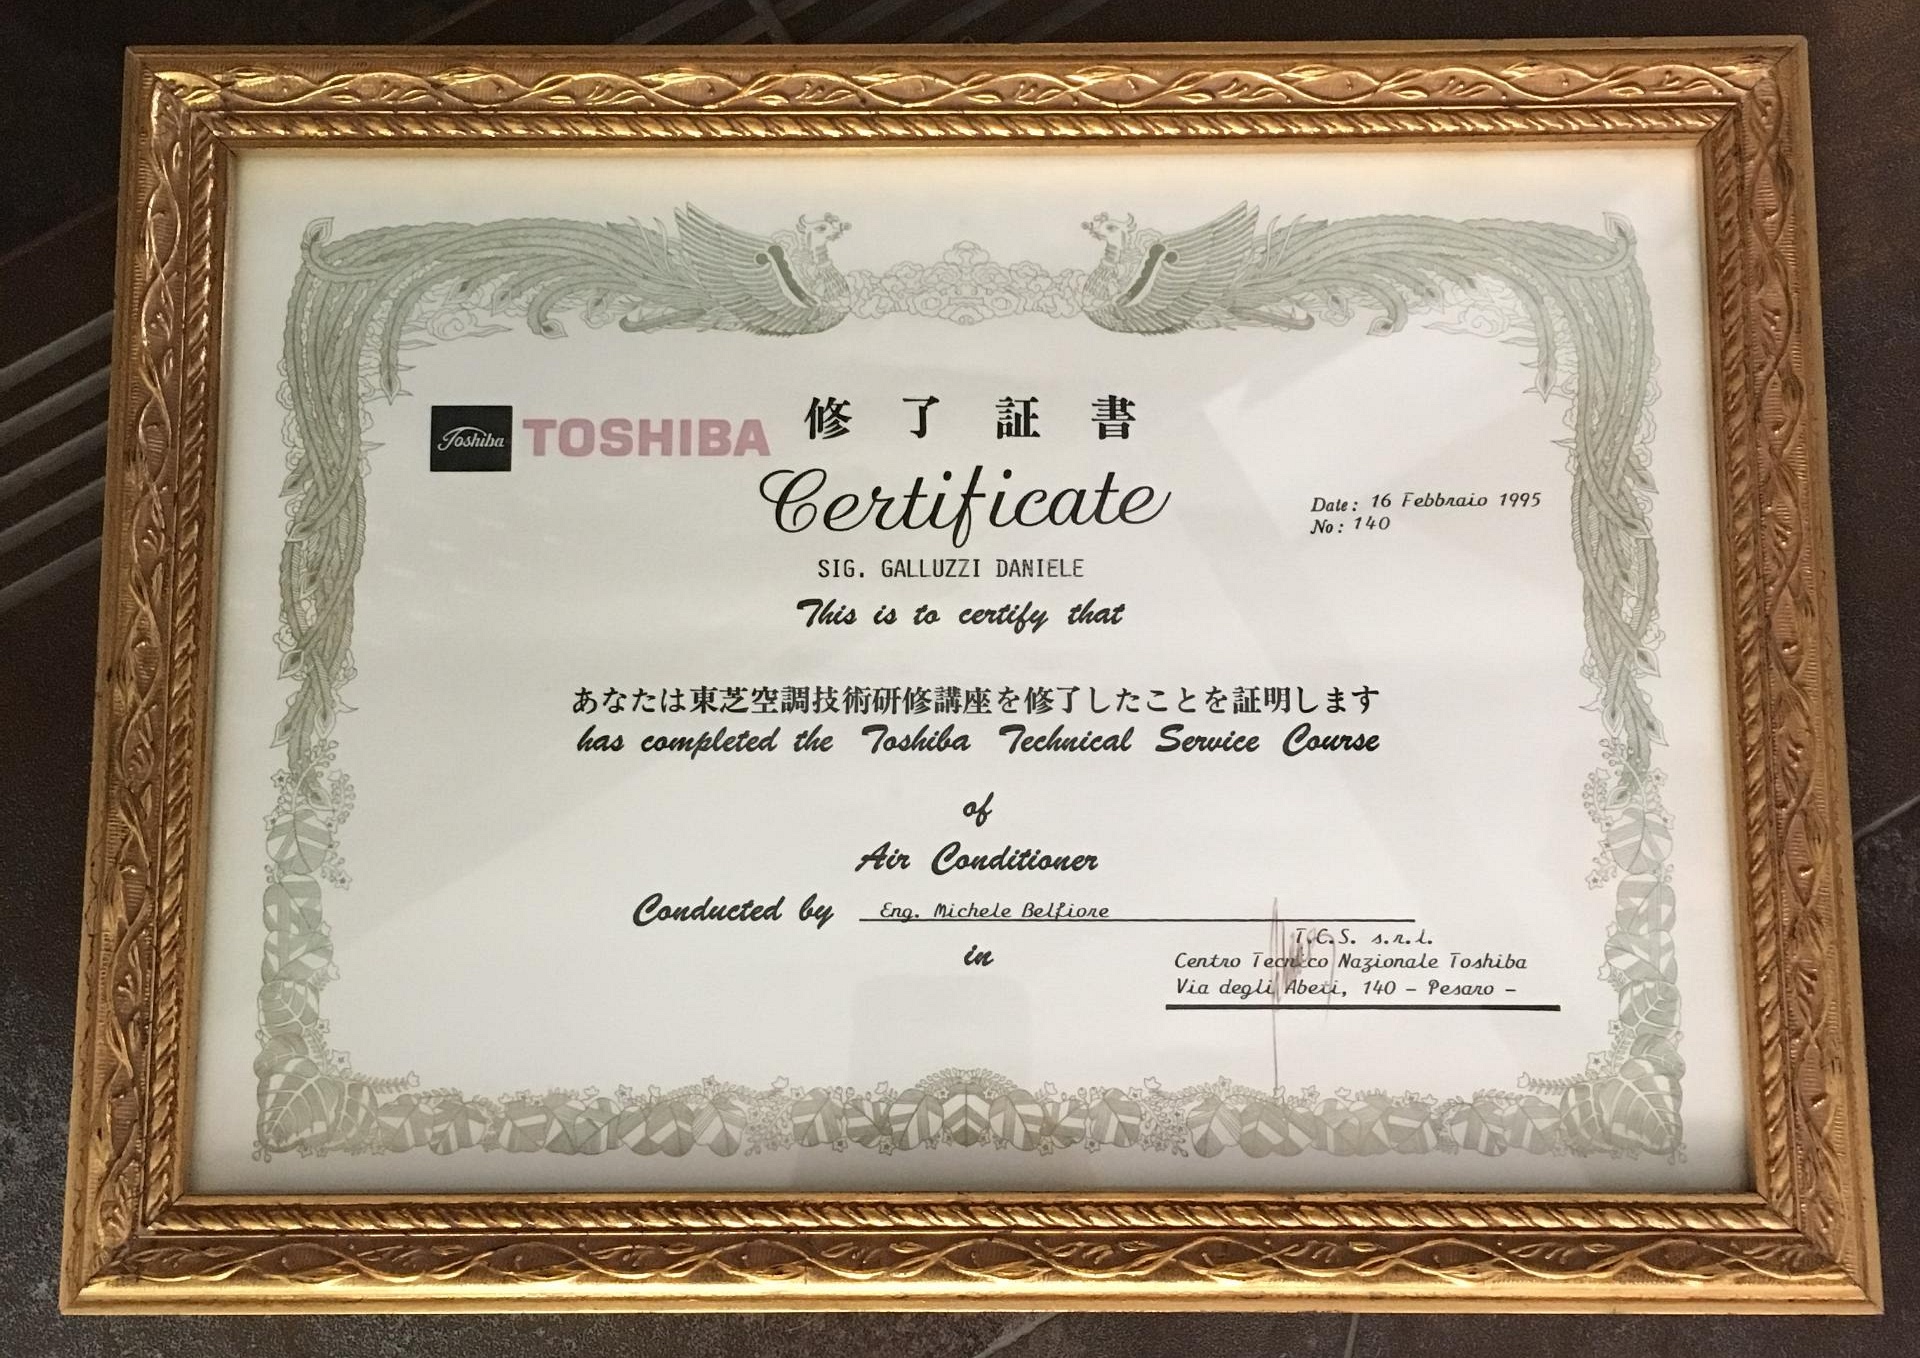 Toshiba TOSHIBA
修了証書
Certificate
Date: 16 Febbraio 1995
No: 140
SIG. GALLUZZI DANIELE
This is to certify that
あなたは東芝空調技術研修講座を修了したことを証明します
has completed the Toshiba Technical Service Course
of
Air Conditioner
Conducted by Eng. Michele Belfiore
in
T.C.S. s.r.l.
Centro Tecnico Nazionale Toshiba
Via degli Abeti, 140 - Pesaro -